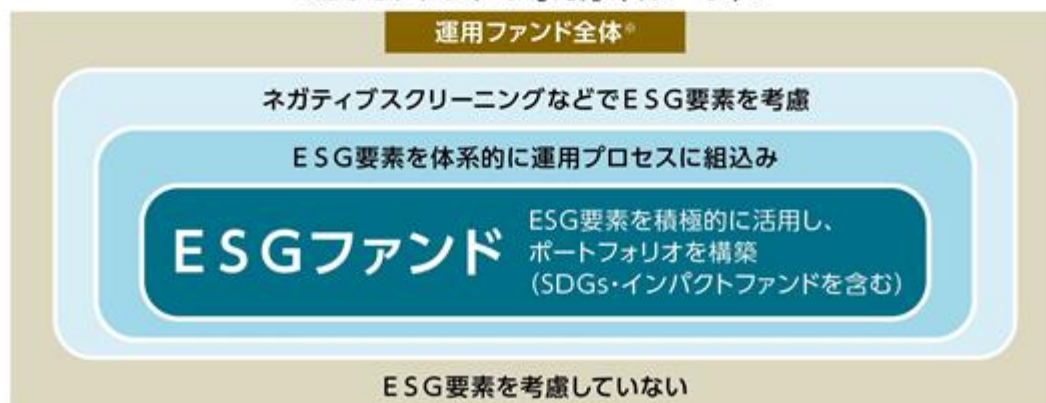 運用ファンド全体※
ネガティブスクリーニングなどでESG要素を考慮
ESG要素を体系的に運用プロセスに組込み
ESGファンド
ESG要素を積極的に活用し、
ポートフォリオを構築
(SDGs・インパクトファンドを含む)
ESG要素を考慮していない